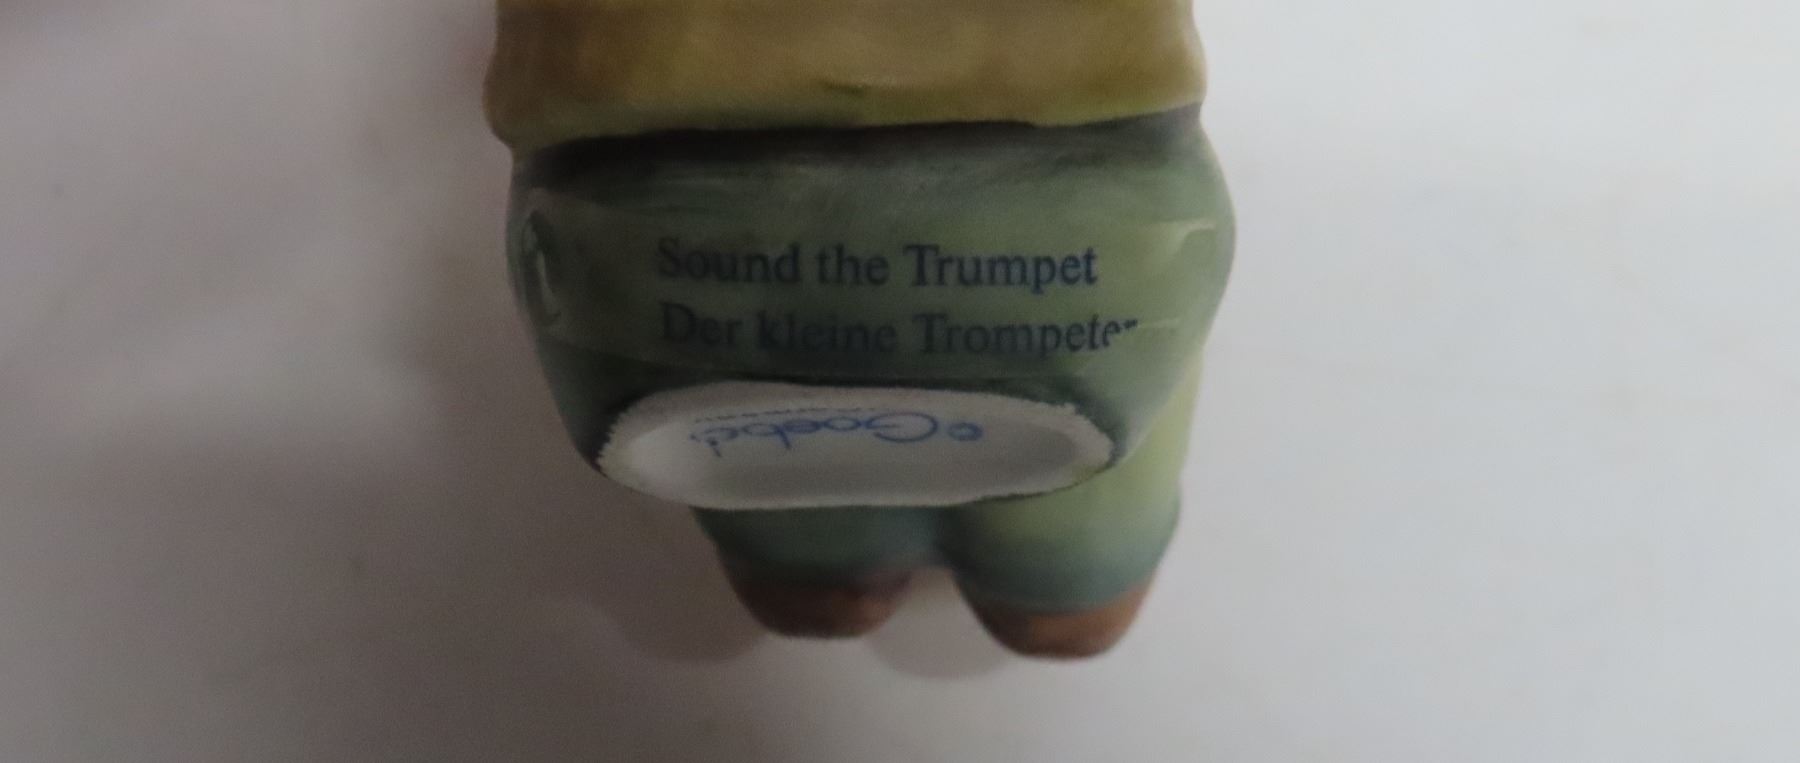 Sound the Trumpet
Der kleine Trompeter
© Goebel